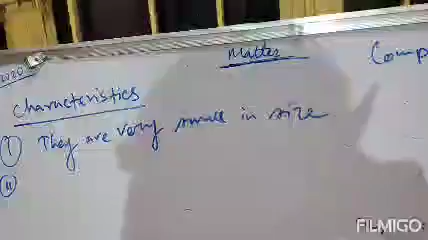 2020
Matter
Comp
Characteristics
(I) They are very small in size
(II)
FILMIGO